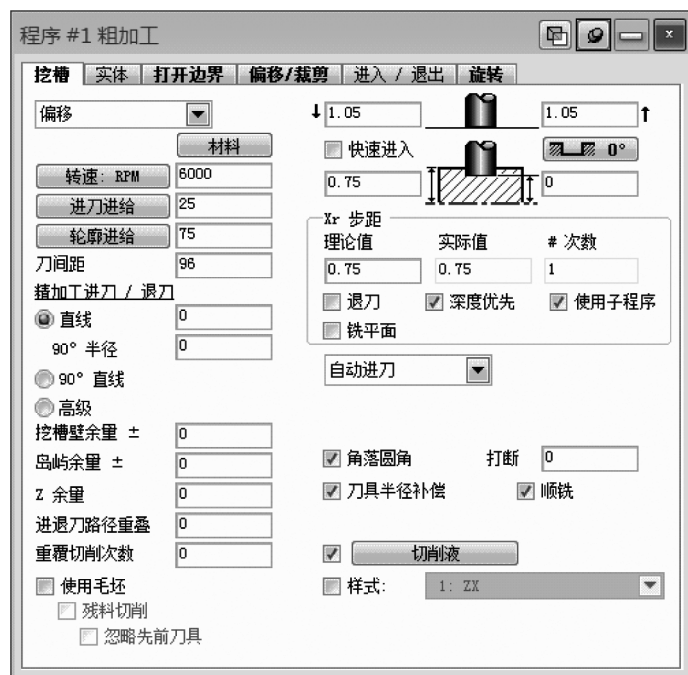 程序 #1 粗加工
挖槽 实体 打开边界 偏移/裁剪 进入 / 退出 旋转
偏移
材料
转速: RPM 6000
进刀进给 25
轮廓进给 75
刀间距 96
精加工进刀 / 退刀
直线 0
90° 半径 0
90° 直线
高级
挖槽壁余量 ± 0
岛屿余量 ± 0
Z 余量 0
进退刀路径重叠 0
重覆切削次数 0
使用毛坯
残料切削
忽略先前刀具
1.05 1.05
快速进入 0°
0.75 0
Xr 步距
理论值 实际值 # 次数
0.75 0.75 1
退刀 深度优先 使用子程序
铣平面
自动进刀
角落圆角 打断 0
刀具半径补偿 顺铣
切削液
样式: 1: ZX